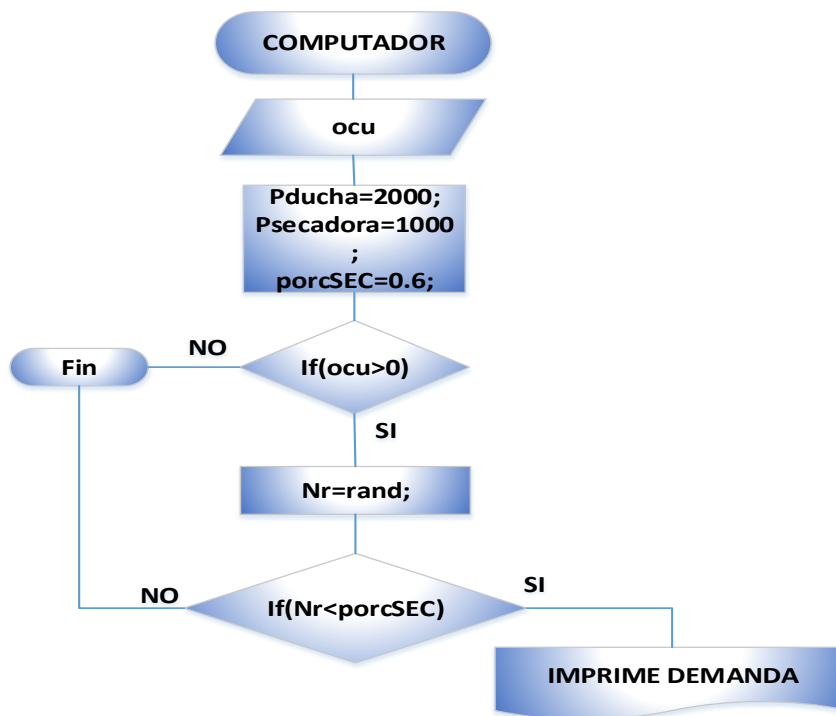 COMPUTADOR
ocu
Pducha=2000;
Psecadora=1000
;
porcSEC=0.6;
NO
Fin
If(ocu>0)
SI
Nr=rand;
NO
If(Nr<porcSEC)
SI
IMPRIME DEMANDA